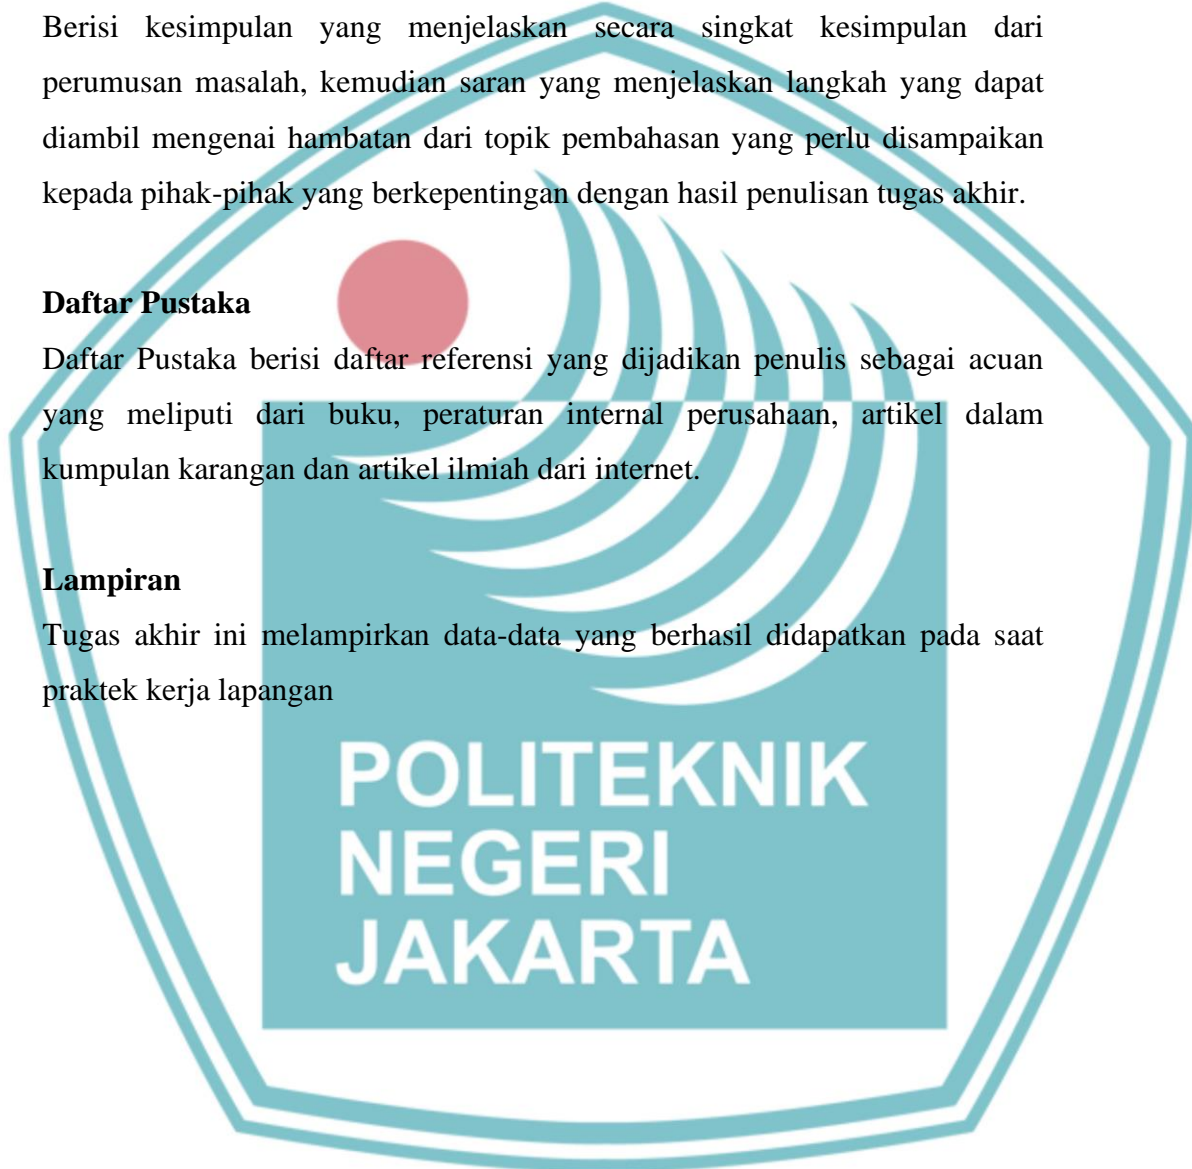 Berisi kesimpulan yang menjelaskan secara singkat kesimpulan dari
perumusan masalah, kemudian saran yang menjelaskan langkah yang dapat
diambil mengenai hambatan dari topik pembahasan yang perlu disampaikan
kepada pihak-pihak yang berkepentingan dengan hasil penulisan tugas akhir.
Daftar Pustaka
Daftar Pustaka berisi daftar referensi yang dijadikan penulis sebagai acuan
yang meliputi dari buku, peraturan internal perusahaan, artikel dalam
kumpulan karangan dan artikel ilmiah dari internet.
Lampiran
Tugas akhir ini melampirkan data-data yang berhasil didapatkan pada saat
praktek kerja lapangan
POLITEKNIK
NEGERI
JAKARTA